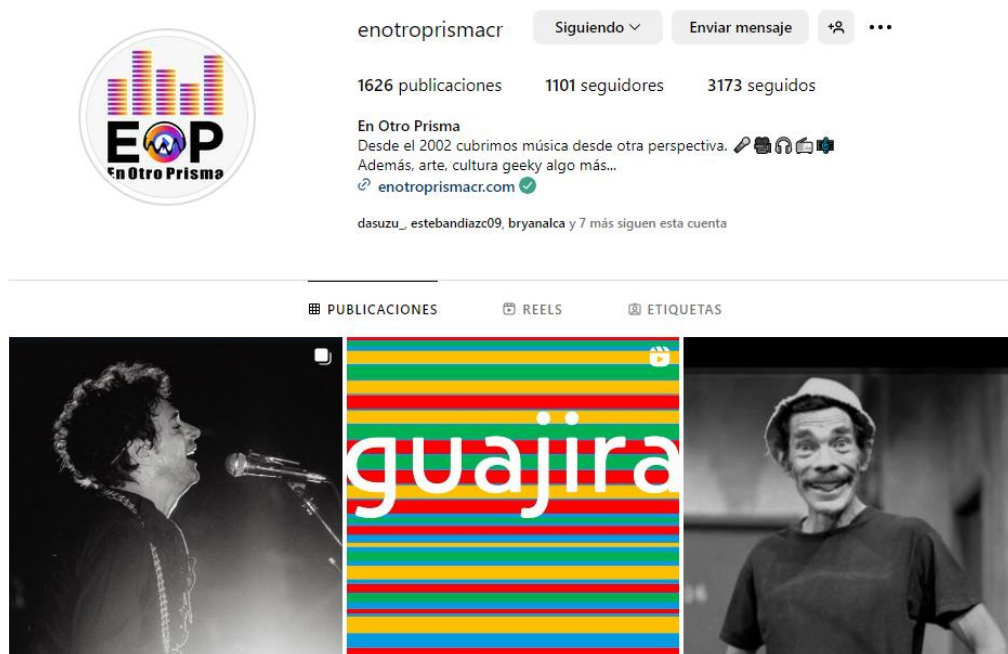 enotroprismacr Siguiendo Enviar mensaje
1626 publicaciones 1101 seguidores 3173 seguidos
En Otro Prisma
Desde el 2002 cubrimos música desde otra perspectiva.
Además, arte, cultura geeky algo más...
enotroprismacr.com
dasuzu_, estebandiazc09, bryanalca y 7 más siguen esta cuenta
EOP
En Otro Prisma
PUBLICACIONES REELS ETIQUETAS
guajira